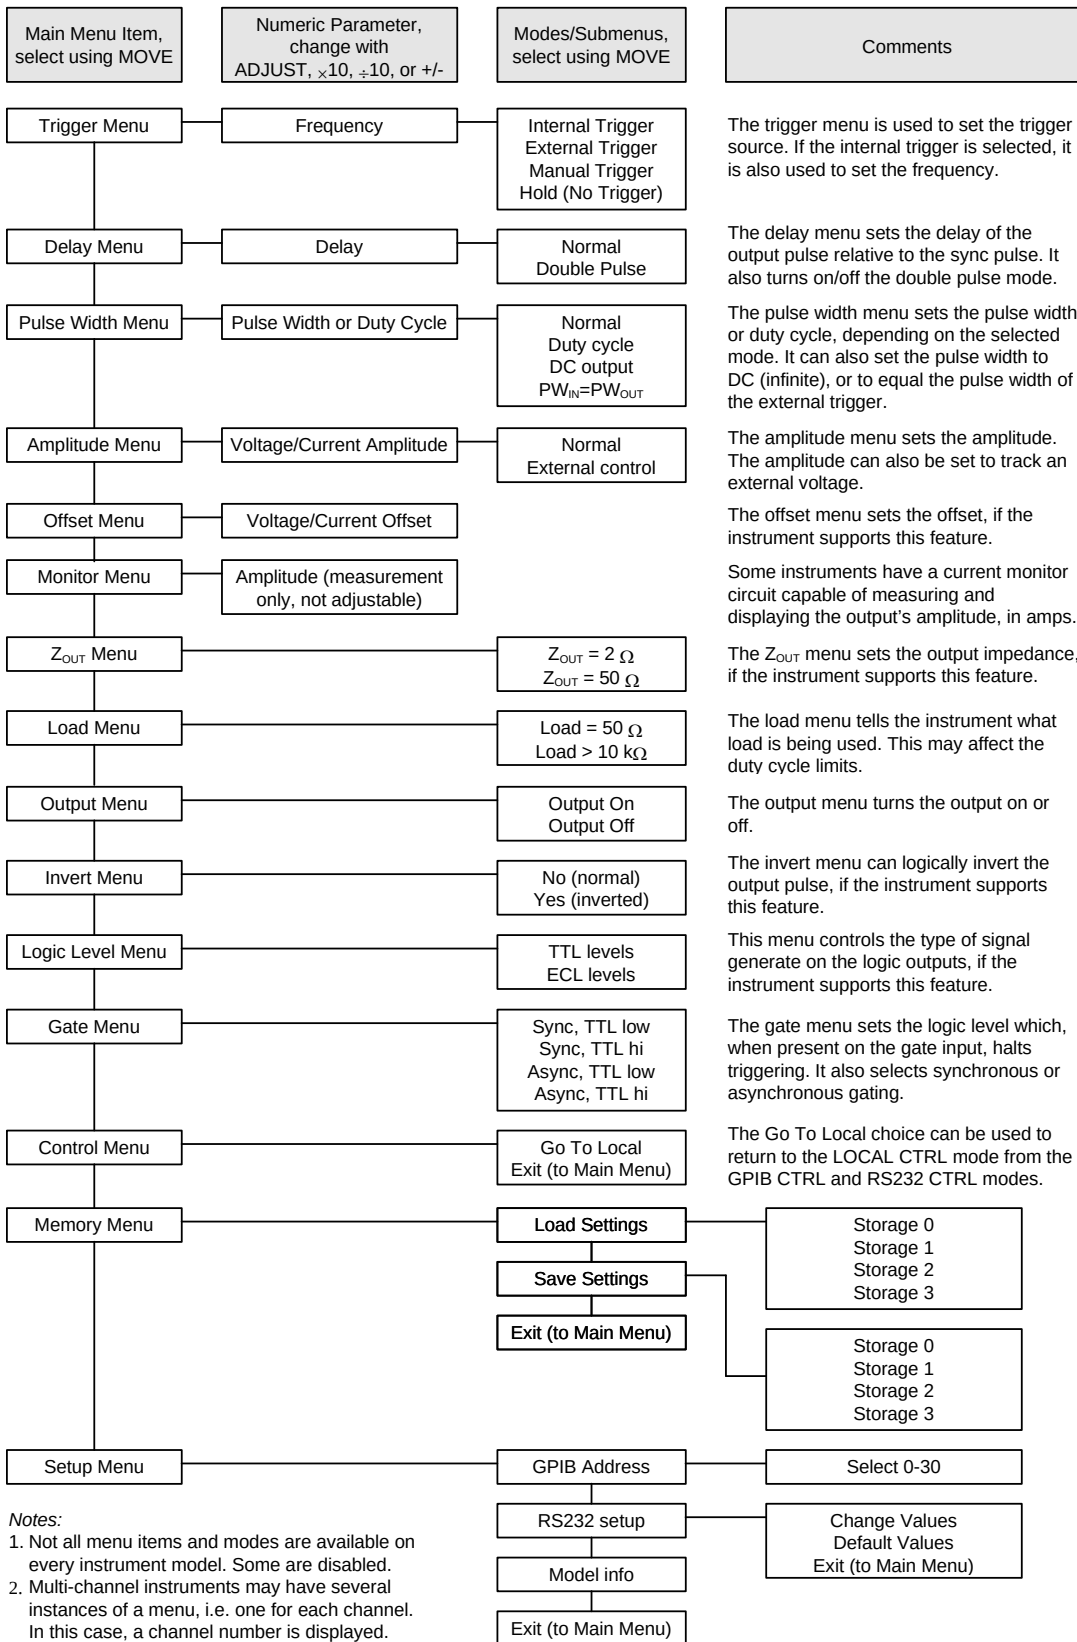 Main Menu Item,
select using MOVE
Numeric Parameter,
change with
ADJUST, ×10, ÷10, or +/-
Modes/Submenus,
select using MOVE
Comments
Trigger Menu
Frequency
Internal Trigger
External Trigger
Manual Trigger
Hold (No Trigger)
The trigger menu is used to set the trigger
source. If the internal trigger is selected, it
is also used to set the frequency.
Delay Menu
Delay
Normal
Double Pulse
The delay menu sets the delay of the
output pulse relative to the sync pulse. It
also turns on/off the double pulse mode.
Pulse Width Menu
Pulse Width or Duty Cycle
Normal
Duty cycle
DC output
PWIN=PWOUT
The pulse width menu sets the pulse width
or duty cycle, depending on the selected
mode. It can also set the pulse width to
DC (infinite), or to equal the pulse width of
the external trigger.
Amplitude Menu
Voltage/Current Amplitude
Normal
External control
The amplitude menu sets the amplitude.
The amplitude can also be set to track an
external voltage.
Offset Menu
Voltage/Current Offset
The offset menu sets the offset, if the
instrument supports this feature.
Monitor Menu
Amplitude (measurement
only, not adjustable)
Some instruments have a current monitor
circuit capable of measuring and
displaying the output's amplitude, in amps.
ZOUT Menu
ZOUT = 2 Ω
ZOUT = 50 Ω
The ZOUT menu sets the output impedance,
if the instrument supports this feature.
Load Menu
Load = 50 Ω
Load > 10 kΩ
The load menu tells the instrument what
load is being used. This may affect the
duty cycle limits.
Output Menu
Output On
Output Off
The output menu turns the output on or
off.
Invert Menu
No (normal)
Yes (inverted)
The invert menu can logically invert the
output pulse, if the instrument supports
this feature.
Logic Level Menu
TTL levels
ECL levels
This menu controls the type of signal
generate on the logic outputs, if the
instrument supports this feature.
Gate Menu
Sync, TTL low
Sync, TTL hi
Async, TTL low
Async, TTL hi
The gate menu sets the logic level which,
when present on the gate input, halts
triggering. It also selects synchronous or
asynchronous gating.
Control Menu
Go To Local
Exit (to Main Menu)
The Go To Local choice can be used to
return to the LOCAL CTRL mode from the
GPIB CTRL and RS232 CTRL modes.
Memory Menu
Load Settings
Storage 0
Storage 1
Storage 2
Storage 3
Save Settings
Exit (to Main Menu)
Storage 0
Storage 1
Storage 2
Storage 3
Setup Menu
GPIB Address
Select 0-30
RS232 setup
Change Values
Default Values
Exit (to Main Menu)
Model info
Exit (to Main Menu)
Notes:
1. Not all menu items and modes are available on
every instrument model. Some are disabled.
2. Multi-channel instruments may have several
instances of a menu, i.e. one for each channel.
In this case, a channel number is displayed.